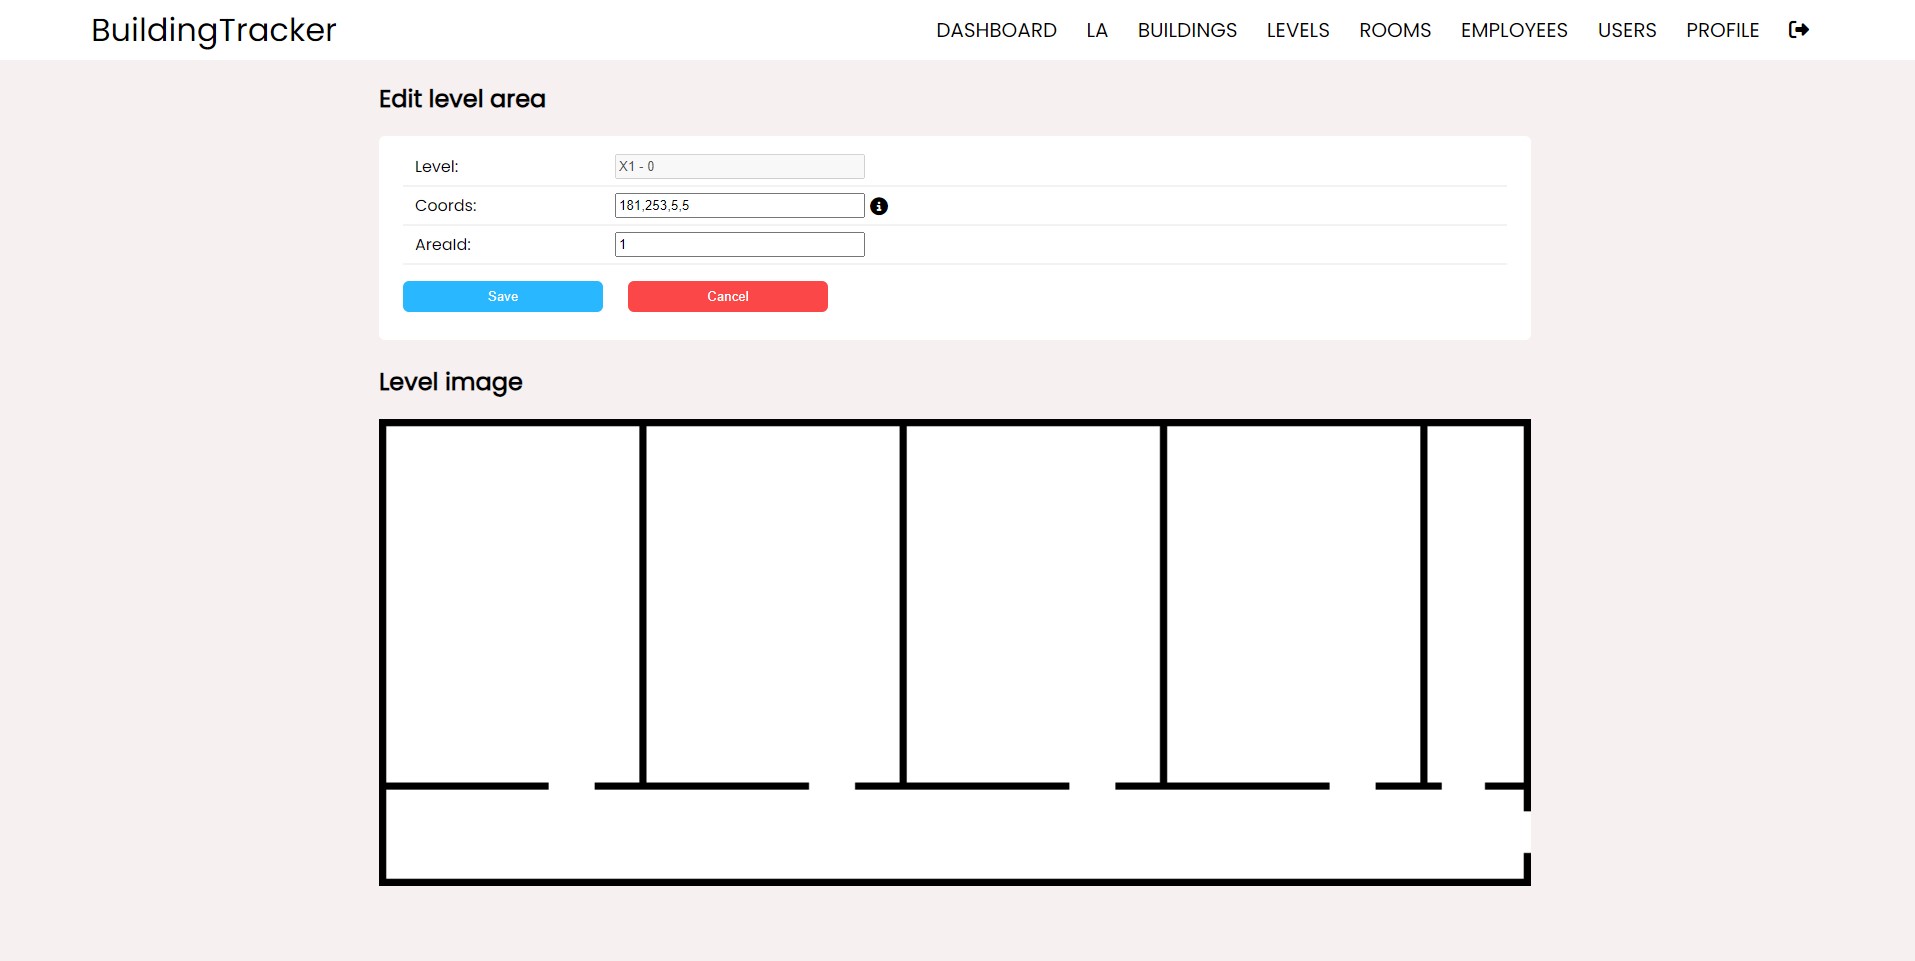 BuildingTracker
DASHBOARD LA BUILDINGS LEVELS ROOMS EMPLOYEES USERS PROFILE
Edit level area
Level: X1 - 0
Coords: 181,253,5,5
AreaId: 1
Save Cancel
Level image